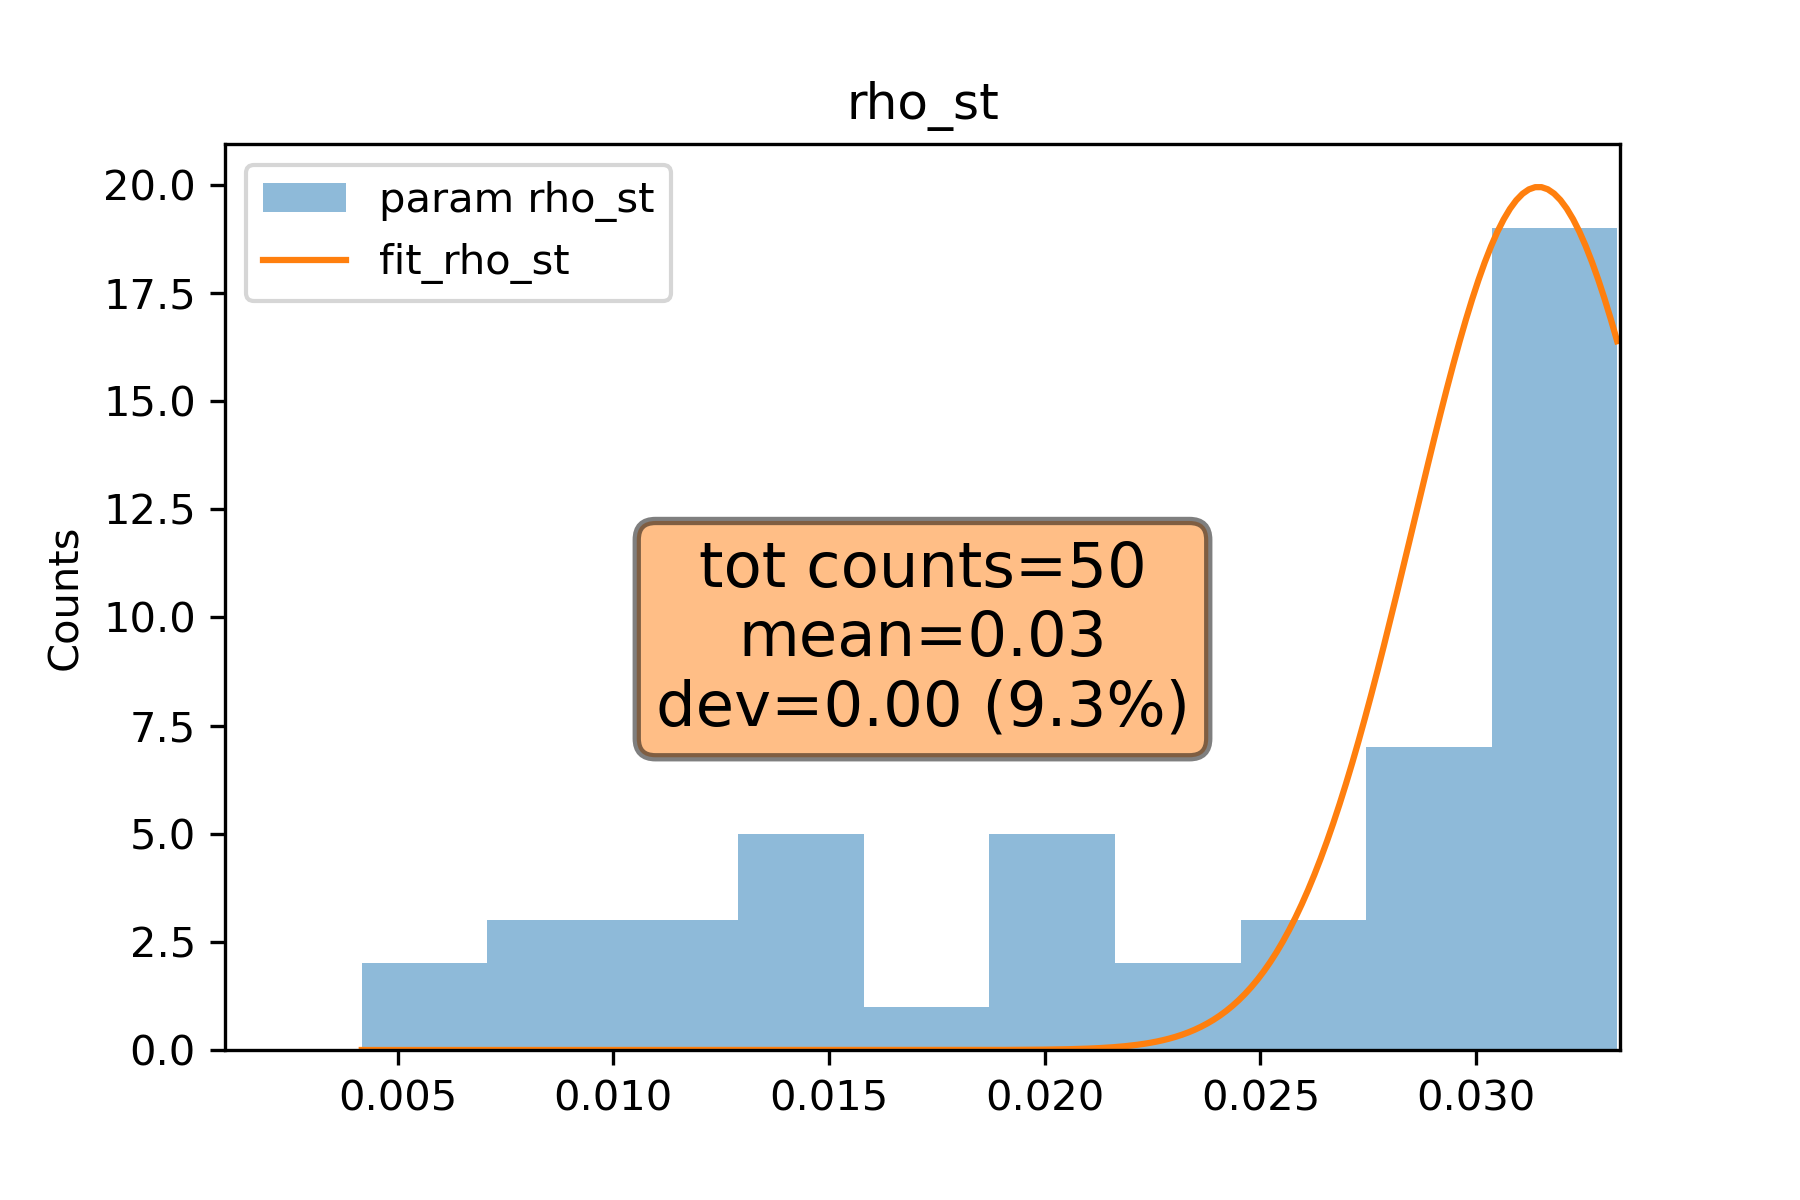 rho_st
param rho_st
fit_rho_st
Counts
20.0
17.5
15.0
12.5
10.0
7.5
5.0
2.5
0.0
tot counts=50
mean=0.03
dev=0.00 (9.3%)
0.005 0.010 0.015 0.020 0.025 0.030